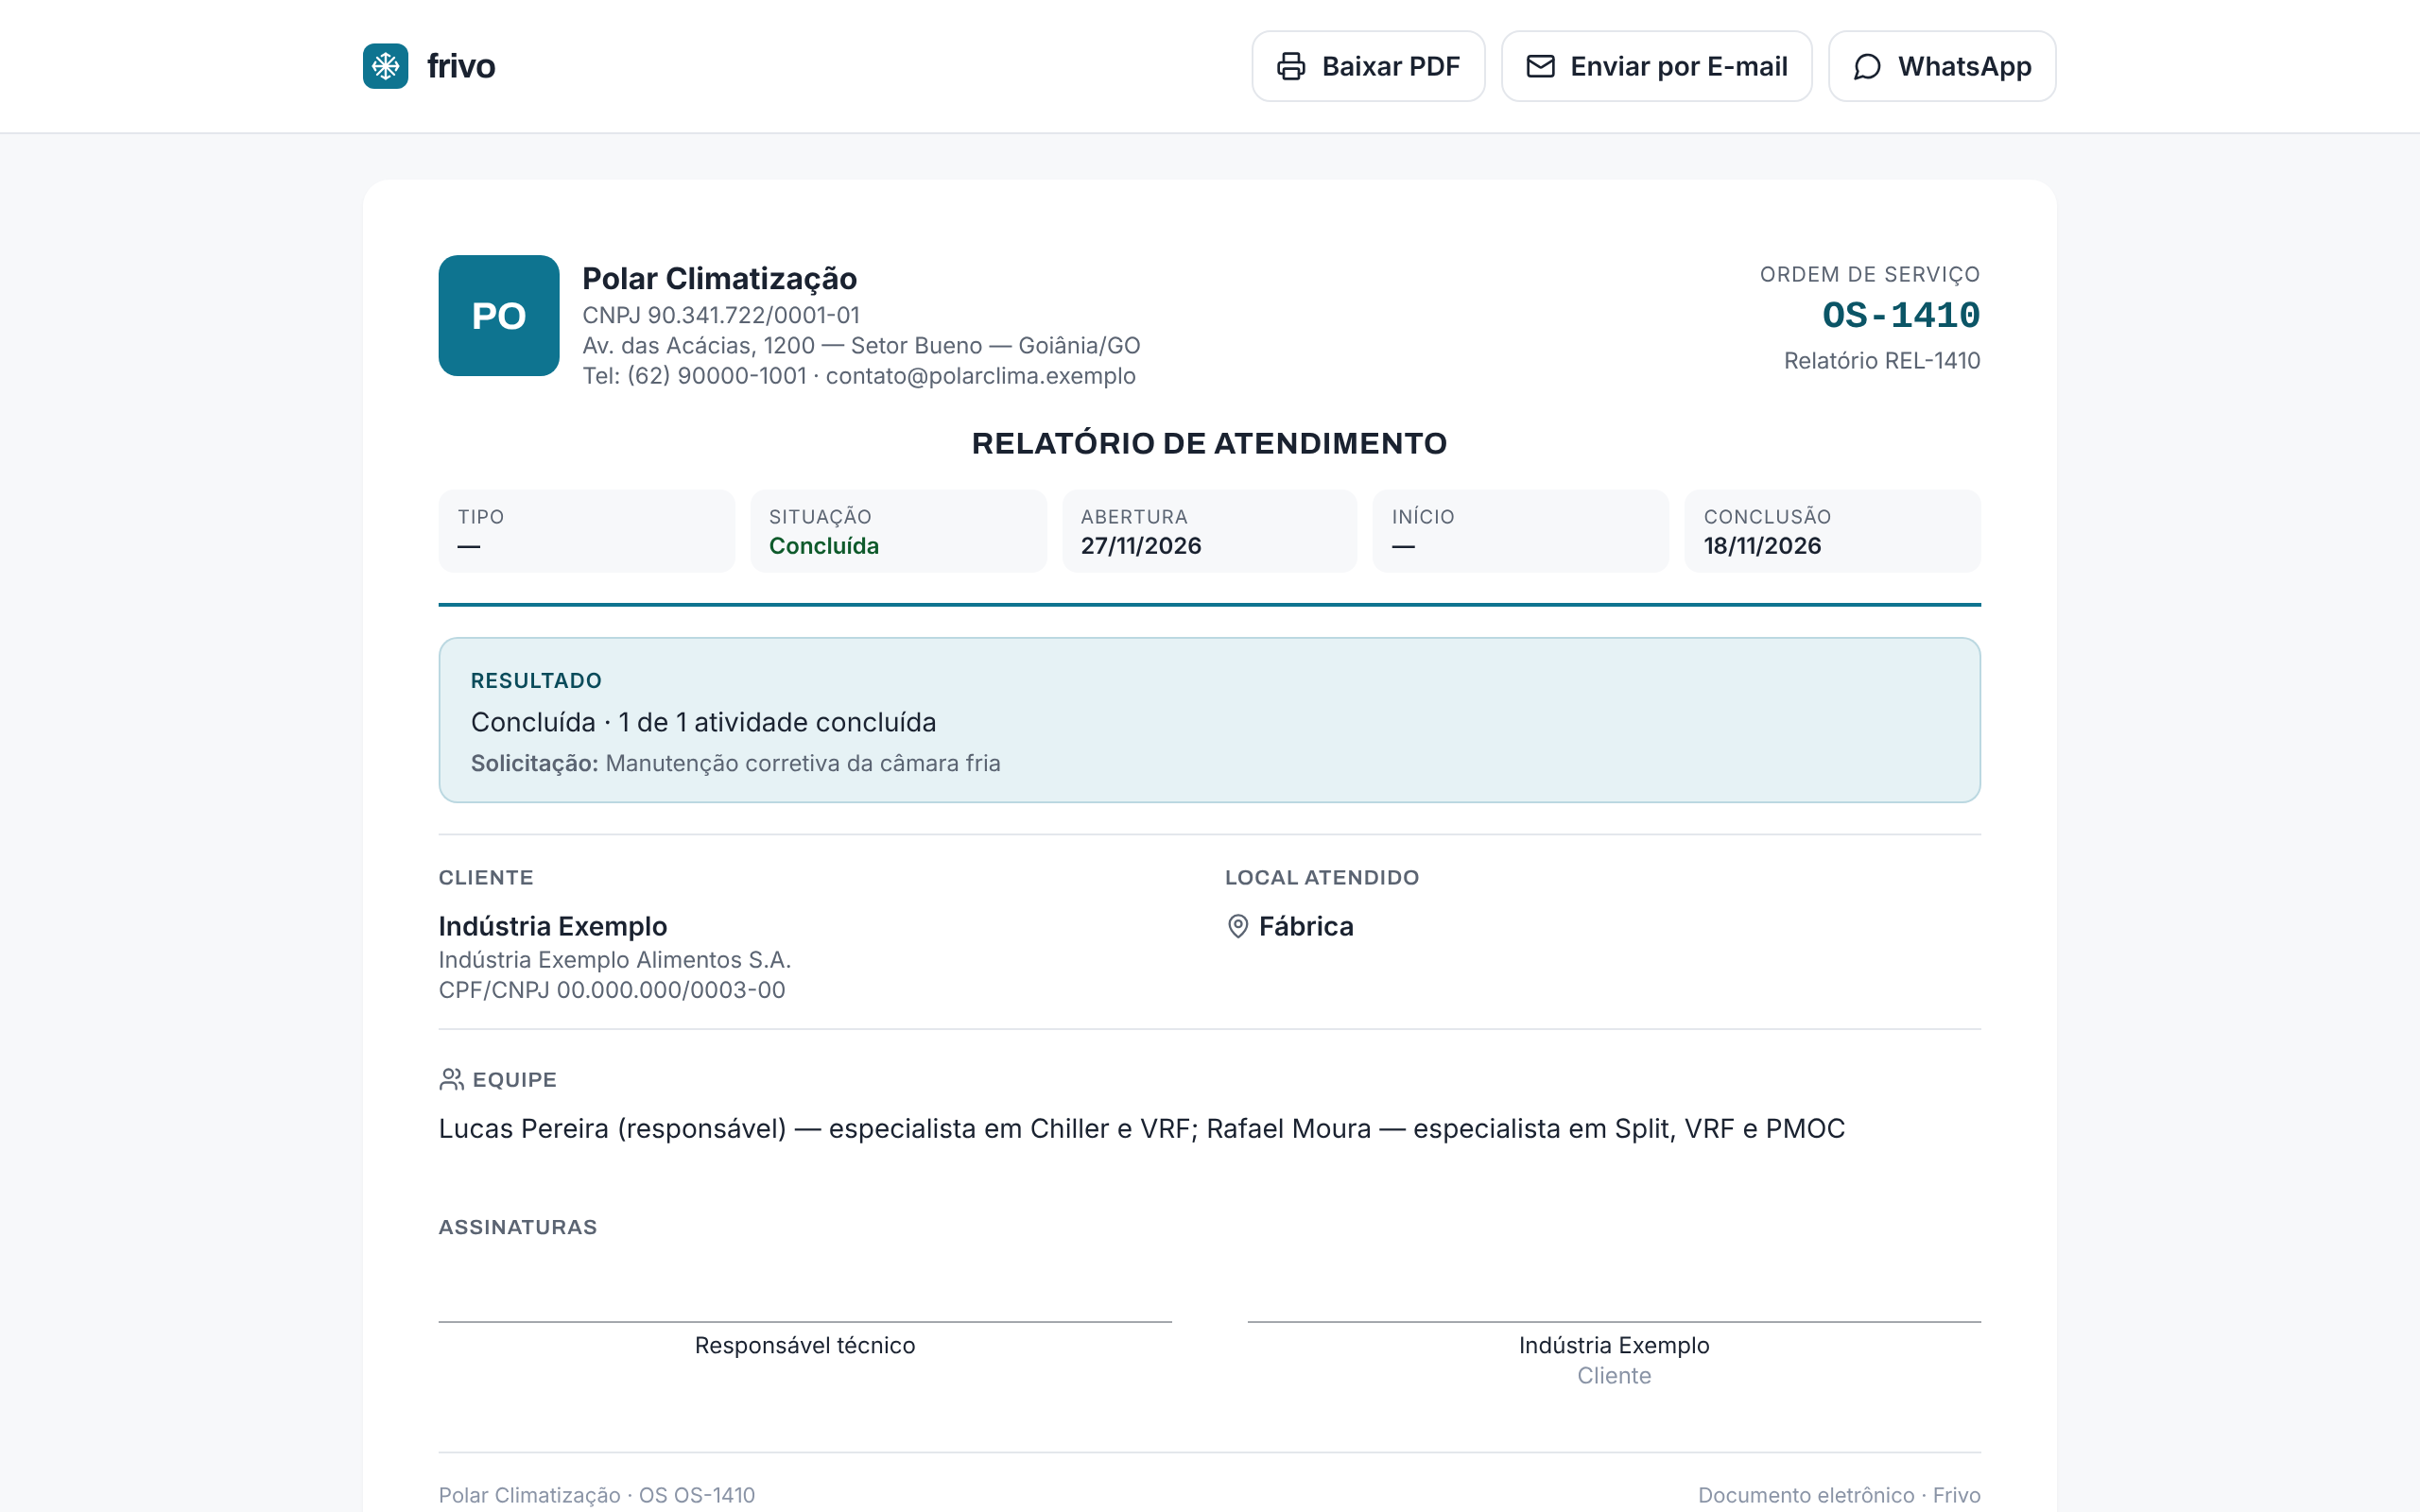 frivo
Baixar PDF
Enviar por E-mail
WhatsApp
PO
Polar Climatização
CNPJ 90.341.722/0001-01
Av. das Acácias, 1200 — Setor Bueno — Goiânia/GO
Tel: (62) 90000-1001 · contato@polarclima.exemplo
ORDEM DE SERVIÇO
OS-1410
Relatório REL-1410
RELATÓRIO DE ATENDIMENTO
TIPO
—
SITUAÇÃO
Concluída
ABERTURA
27/11/2026
INÍCIO
—
CONCLUSÃO
18/11/2026
RESULTADO
Concluída · 1 de 1 atividade concluída
Solicitação: Manutenção corretiva da câmara fria
CLIENTE
Indústria Exemplo
Indústria Exemplo Alimentos S.A.
CPF/CNPJ 00.000.000/0003-00
LOCAL ATENDIDO
Fábrica
EQUIPE
Lucas Pereira (responsável) — especialista em Chiller e VRF; Rafael Moura — especialista em Split, VRF e PMOC
ASSINATURAS
Responsável técnico
Indústria Exemplo
Cliente
Polar Climatização · OS OS-1410
Documento eletrônico · Frivo